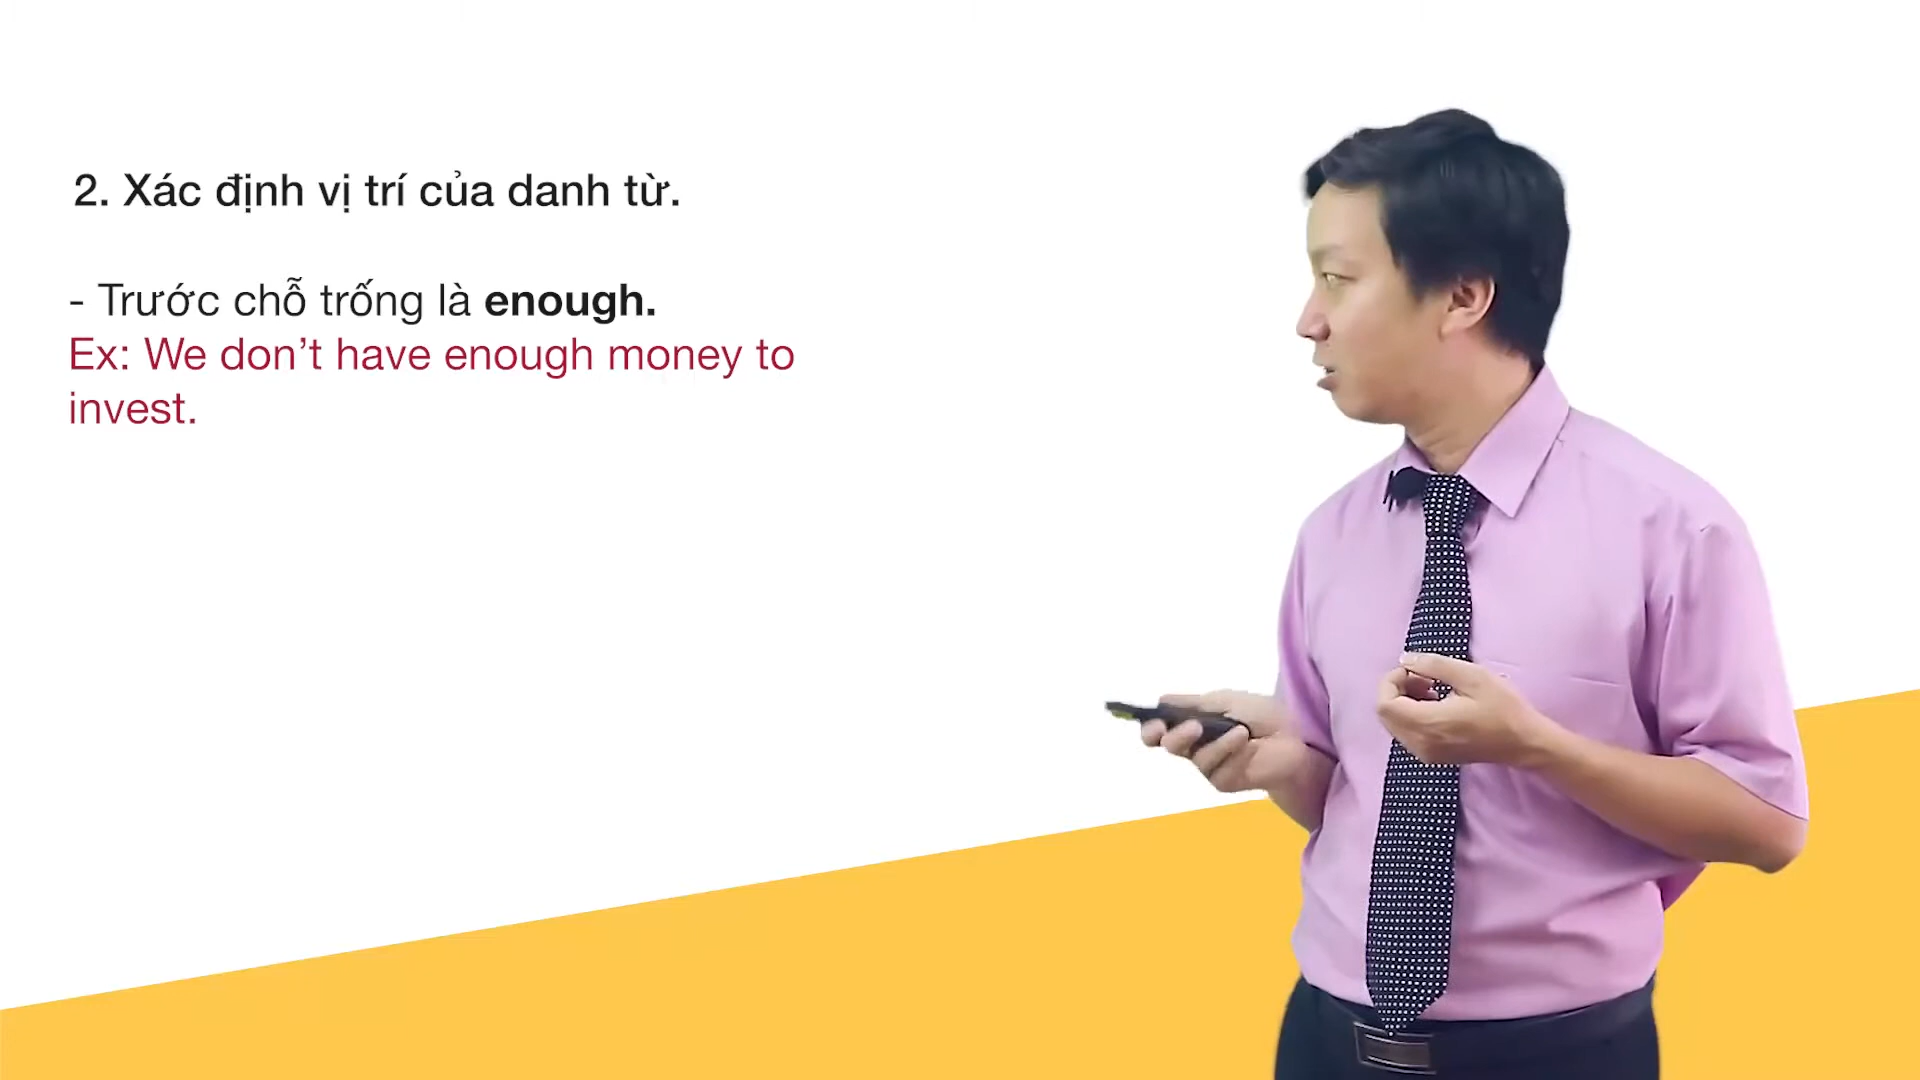 2. Xác định vị trí của danh từ.
- Trước chỗ trống là enough.
Ex: We don’t have enough money to
invest.